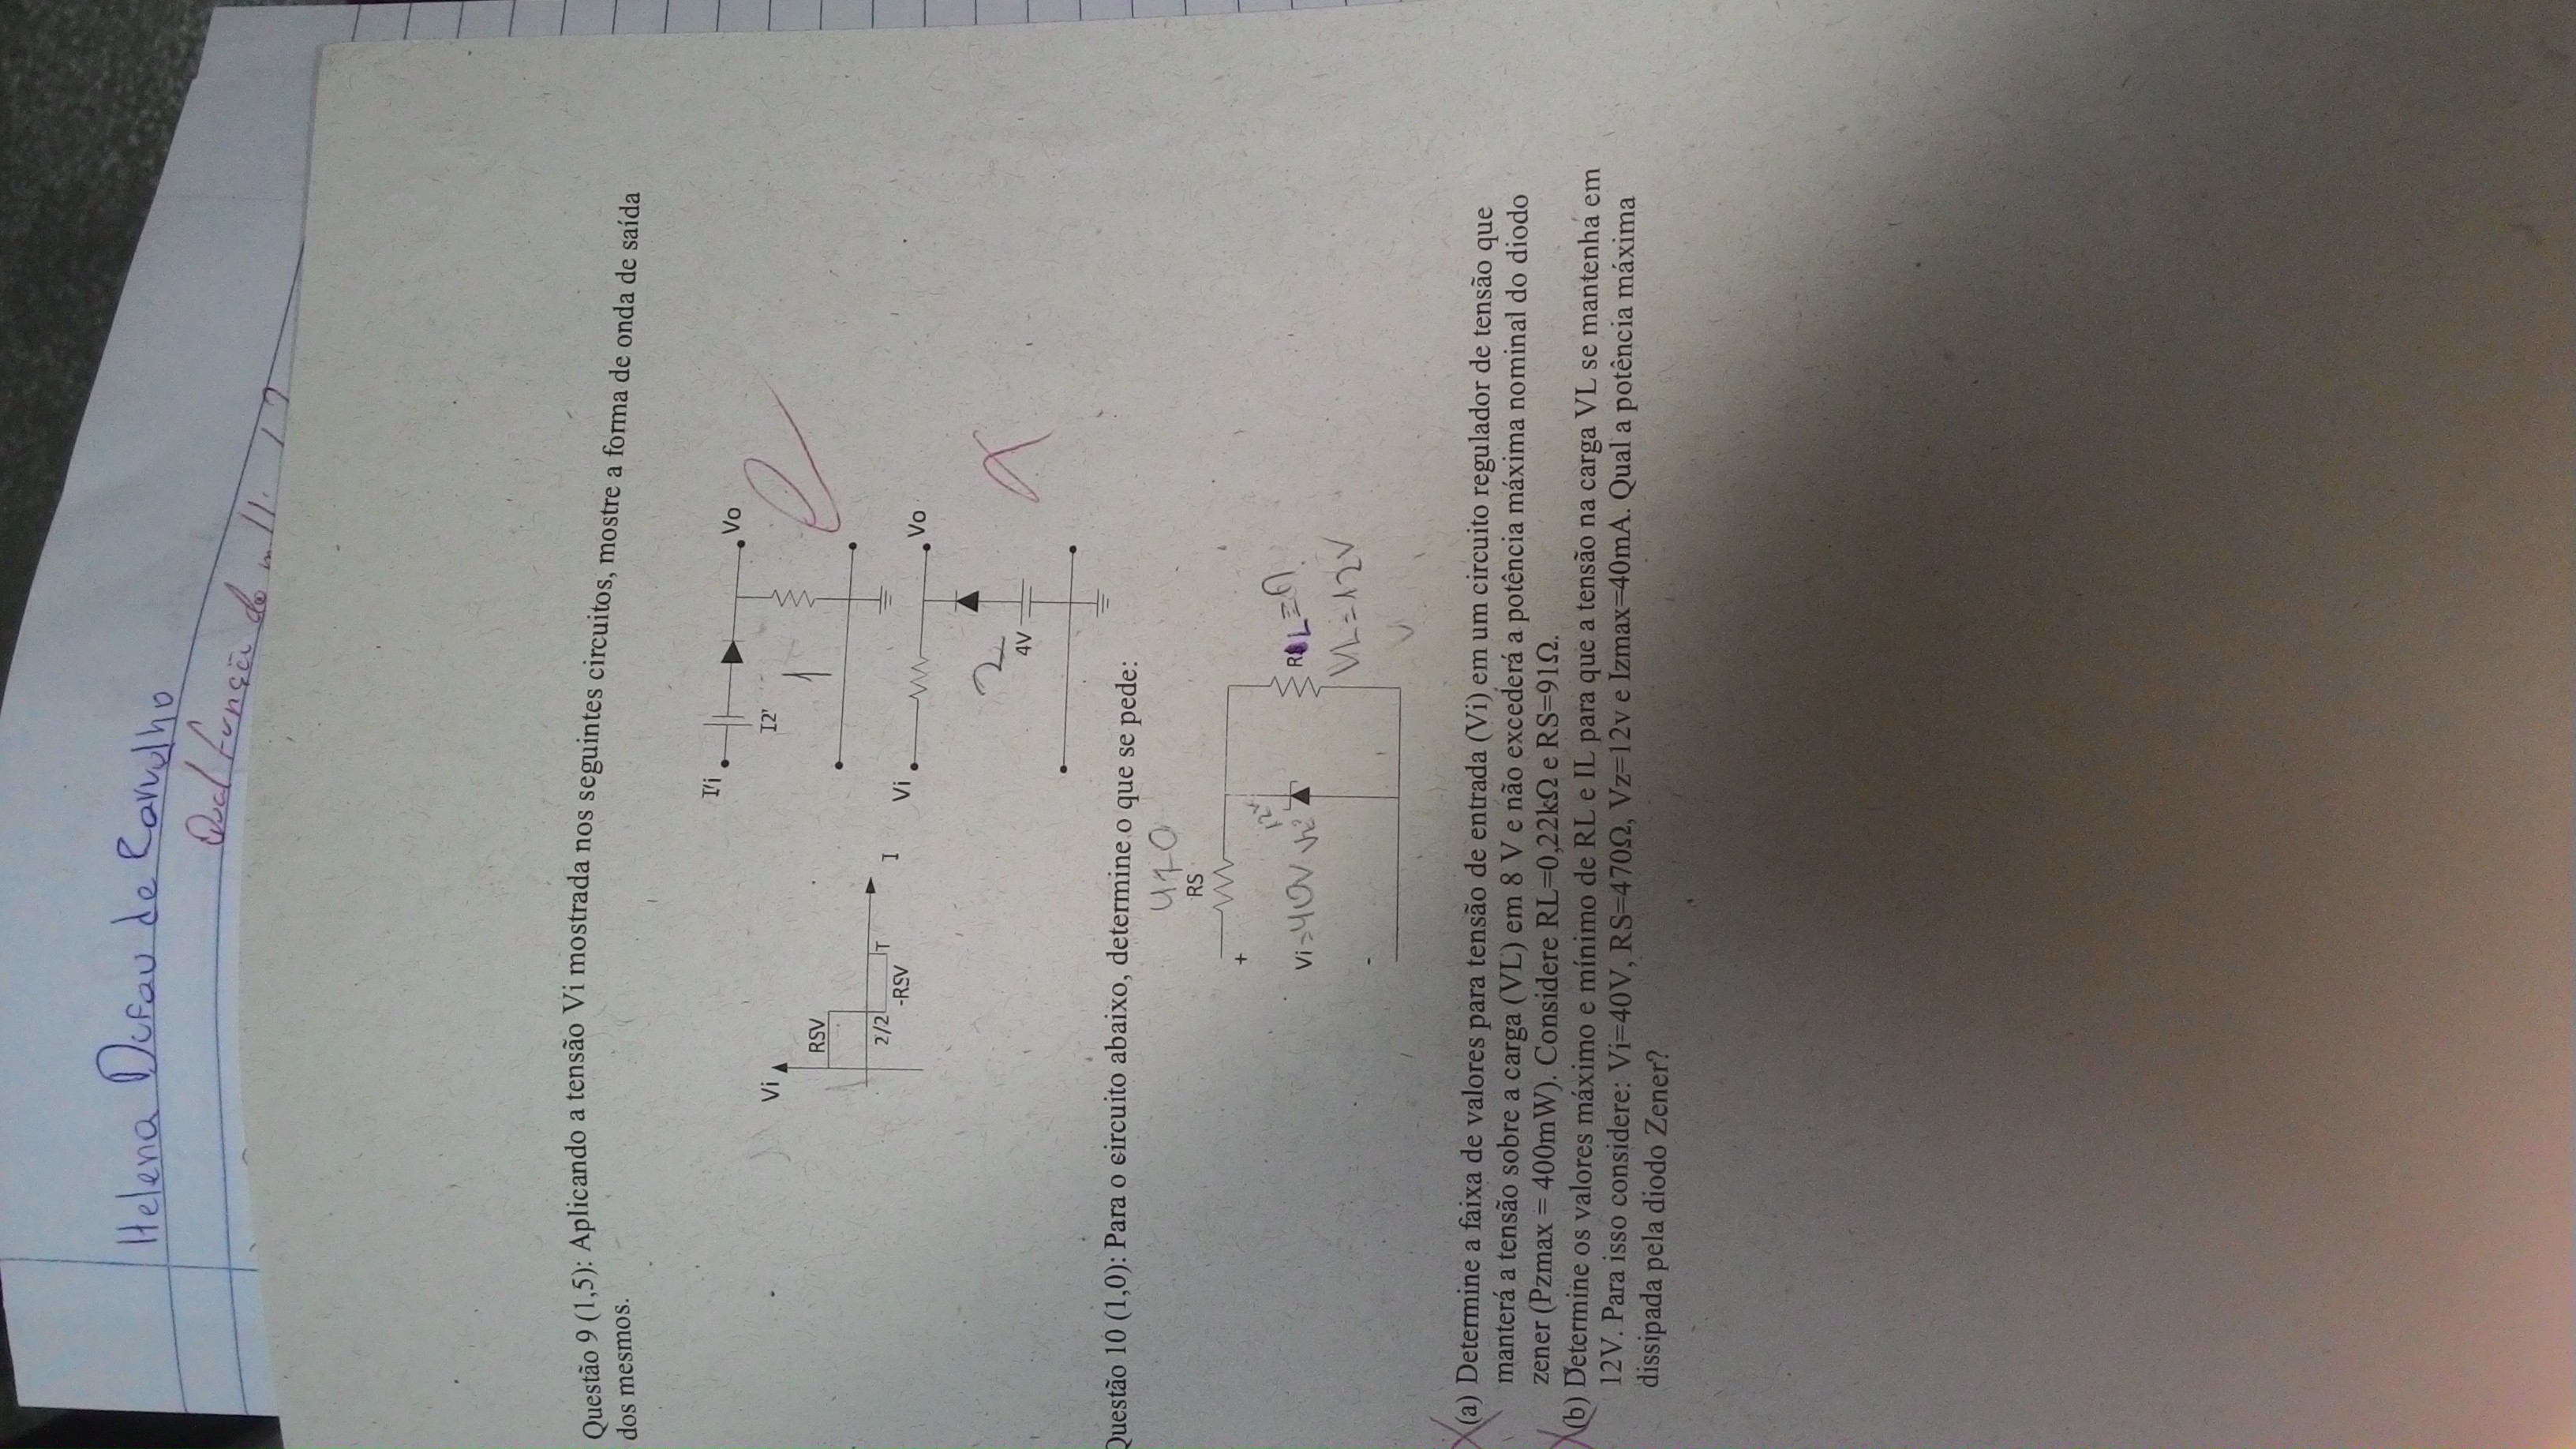 Helena Dufau de Carvalho
Qual função do
Questão 9 (1,5): Aplicando a tensão Vi mostrada nos seguintes circuitos, mostre a forma de onda de saída
dos mesmos.
I'i
Vo
I2'
1
Vi
RSV
2/2
T
-RSV
I
Vi
Vo
2
4V
Questão 10 (1,0): Para o circuito abaixo, determine o que se pede:
470
RS
+
12v
Vi=40V Vz
RL=
VL=12V
-
(a) Determine a faixa de valores para tensão de entrada (Vi) em um circuito regulador de tensão que
manterá a tensão sobre a carga (VL) em 8 V e não excederá a potência máxima nominal do diodo
zener (Pzmax = 400mW). Considere RL=0,22kΩ e RS=91Ω.
(b) Determine os valores máximo e mínimo de RL e IL para que a tensão na carga VL se mantenha em
12V. Para isso considere: Vi=40V, RS=470Ω, Vz=12v e Izmax=40mA. Qual a potência máxima
dissipada pela diodo Zener?